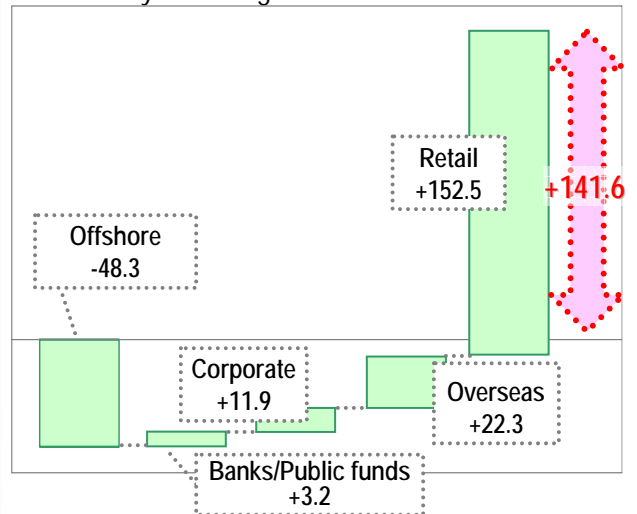 Retail
+152.5
+141.6
Offshore
-48.3
Corporate
+11.9
Overseas
+22.3
Banks/Public funds
+3.2